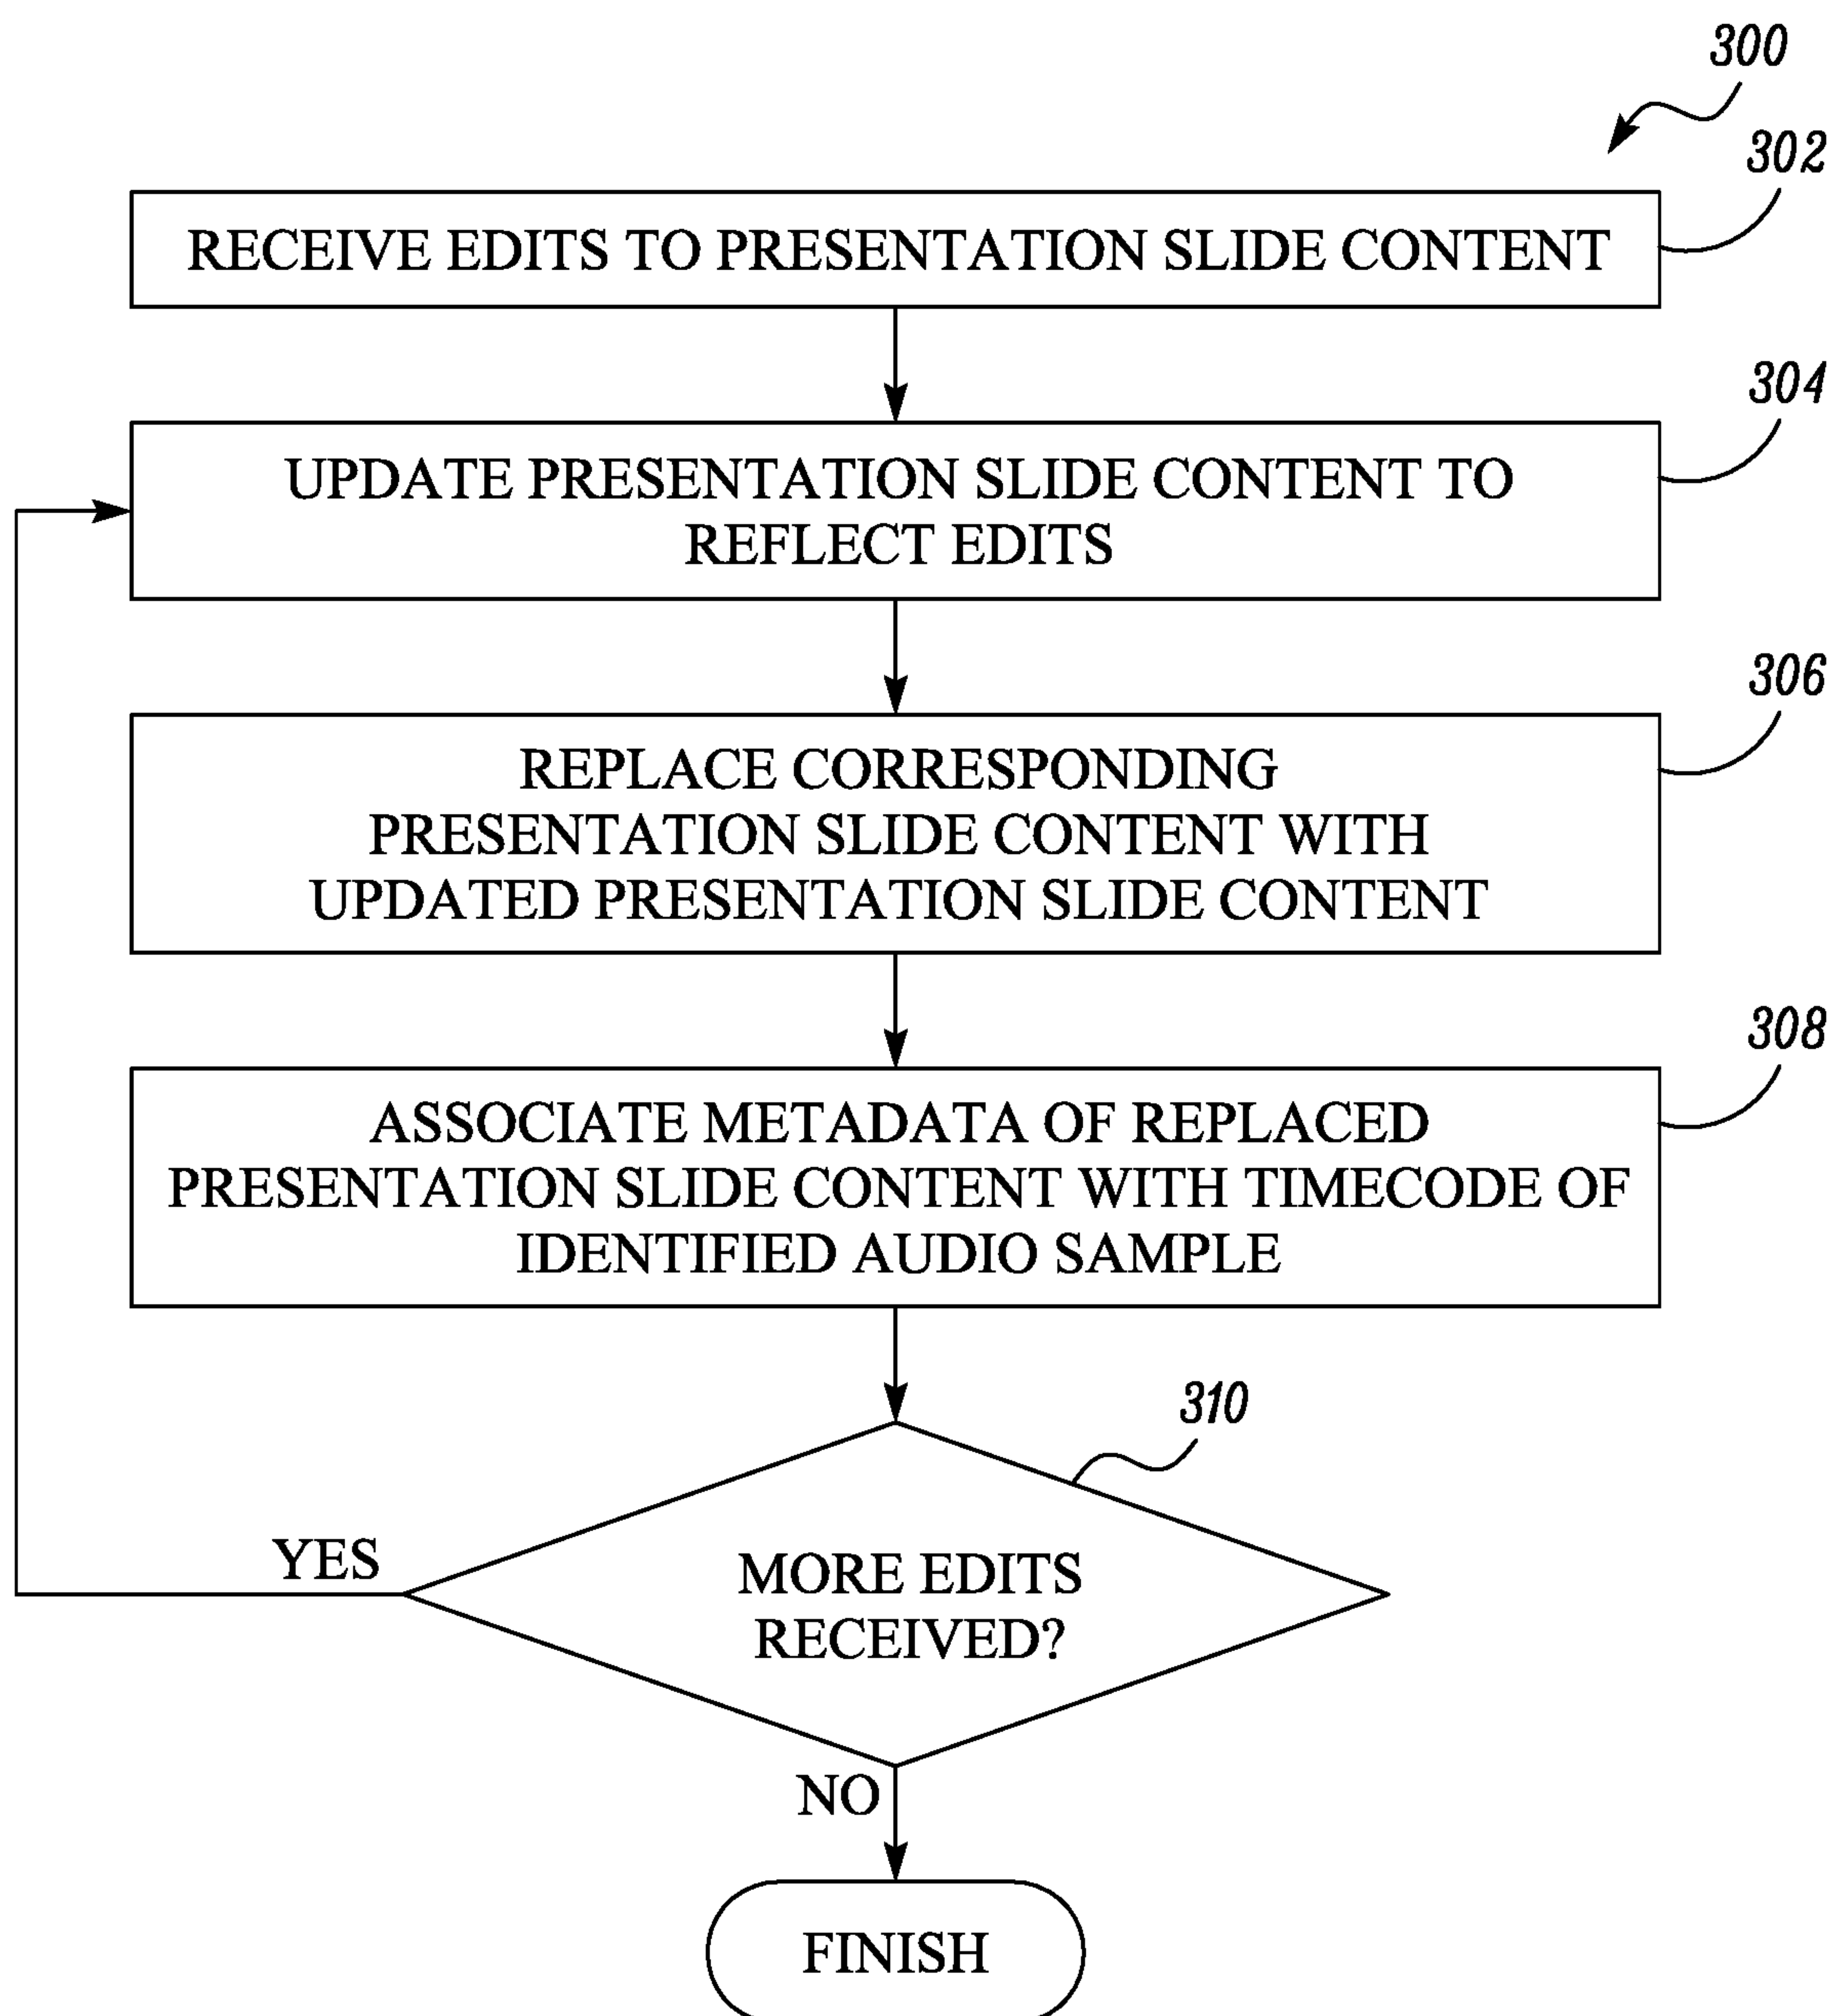 300
302
RECEIVE EDITS TO PRESENTATION SLIDE CONTENT
304
UPDATE PRESENTATION SLIDE CONTENT TO
REFLECT EDITS
306
REPLACE CORRESPONDING
PRESENTATION SLIDE CONTENT WITH
UPDATED PRESENTATION SLIDE CONTENT
308
ASSOCIATE METADATA OF REPLACED
PRESENTATION SLIDE CONTENT WITH TIMECODE OF
IDENTIFIED AUDIO SAMPLE
310
YES
MORE EDITS
RECEIVED?
NO
FINISH